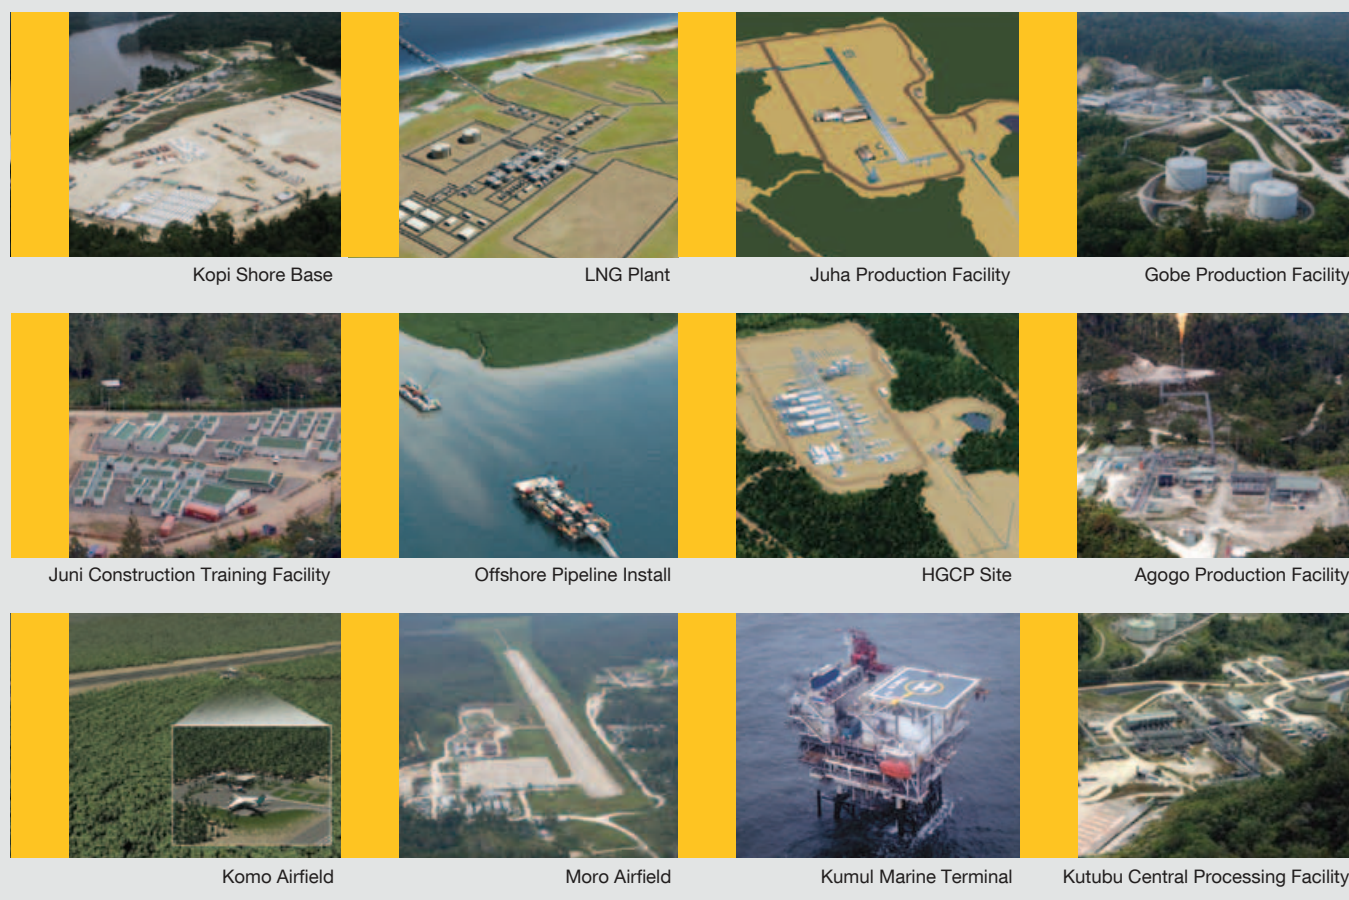 Kopi Shore Base
LNG Plant
Juha Production Facility
Gobe Production Facility
Juni Construction Training Facility
Offshore Pipeline Install
HGCP Site
Agogo Production Facility
Komo Airfield
Moro Airfield
Kumul Marine Terminal
Kutubu Central Processing Facility